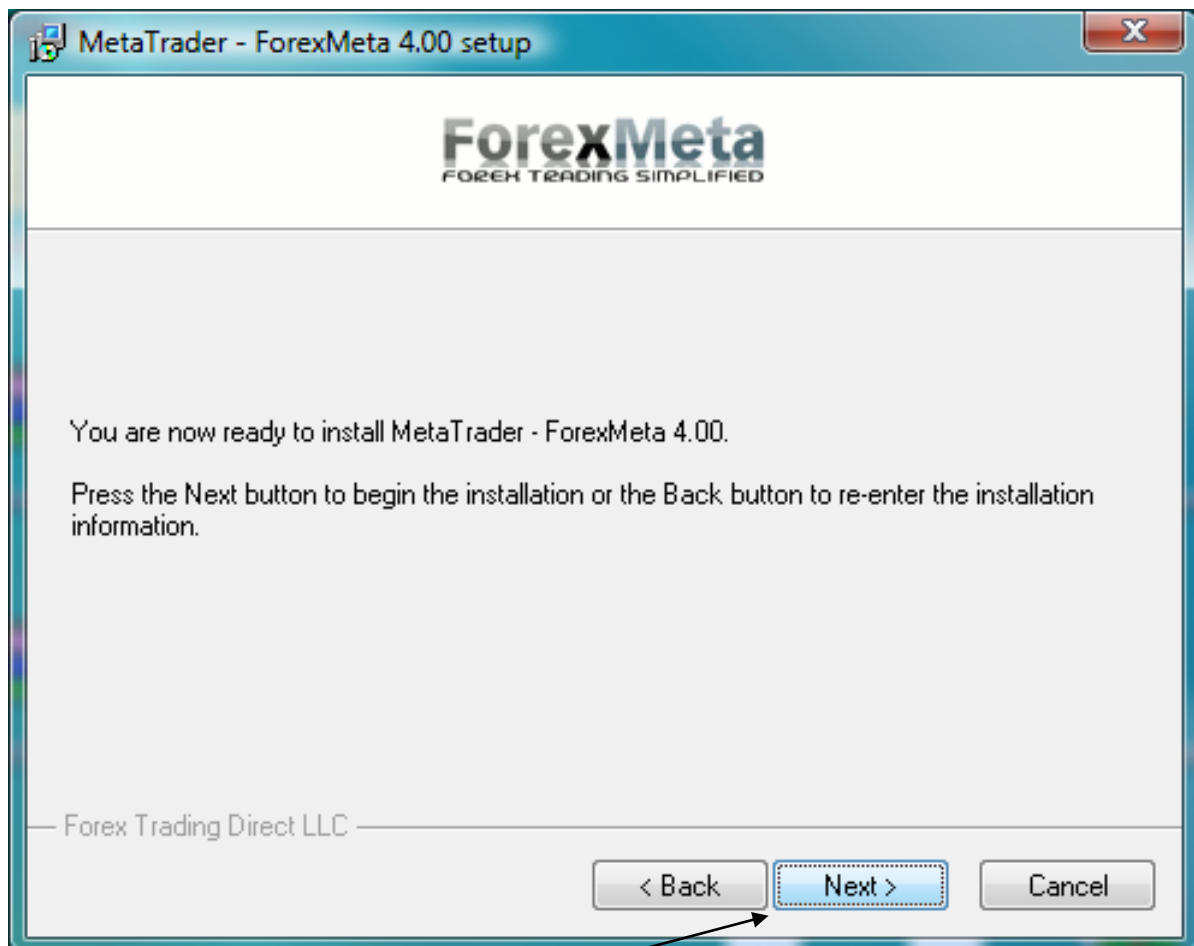 MetaTrader - ForexMeta 4.00 setup
ForexMeta
FOREX TRADING SIMPLIFIED
You are now ready to install MetaTrader - ForexMeta 4.00.
Press the Next button to begin the installation or the Back button to re-enter the installation
information.
Forex Trading Direct LLC
< Back Next > Cancel